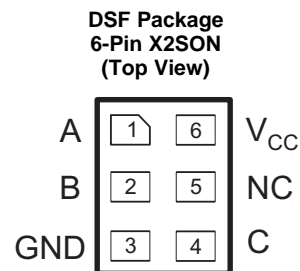 DSF Package
6-Pin X2SON
(Top View)
A 1 6 VCC
B 2 5 NC
GND 3 4 C